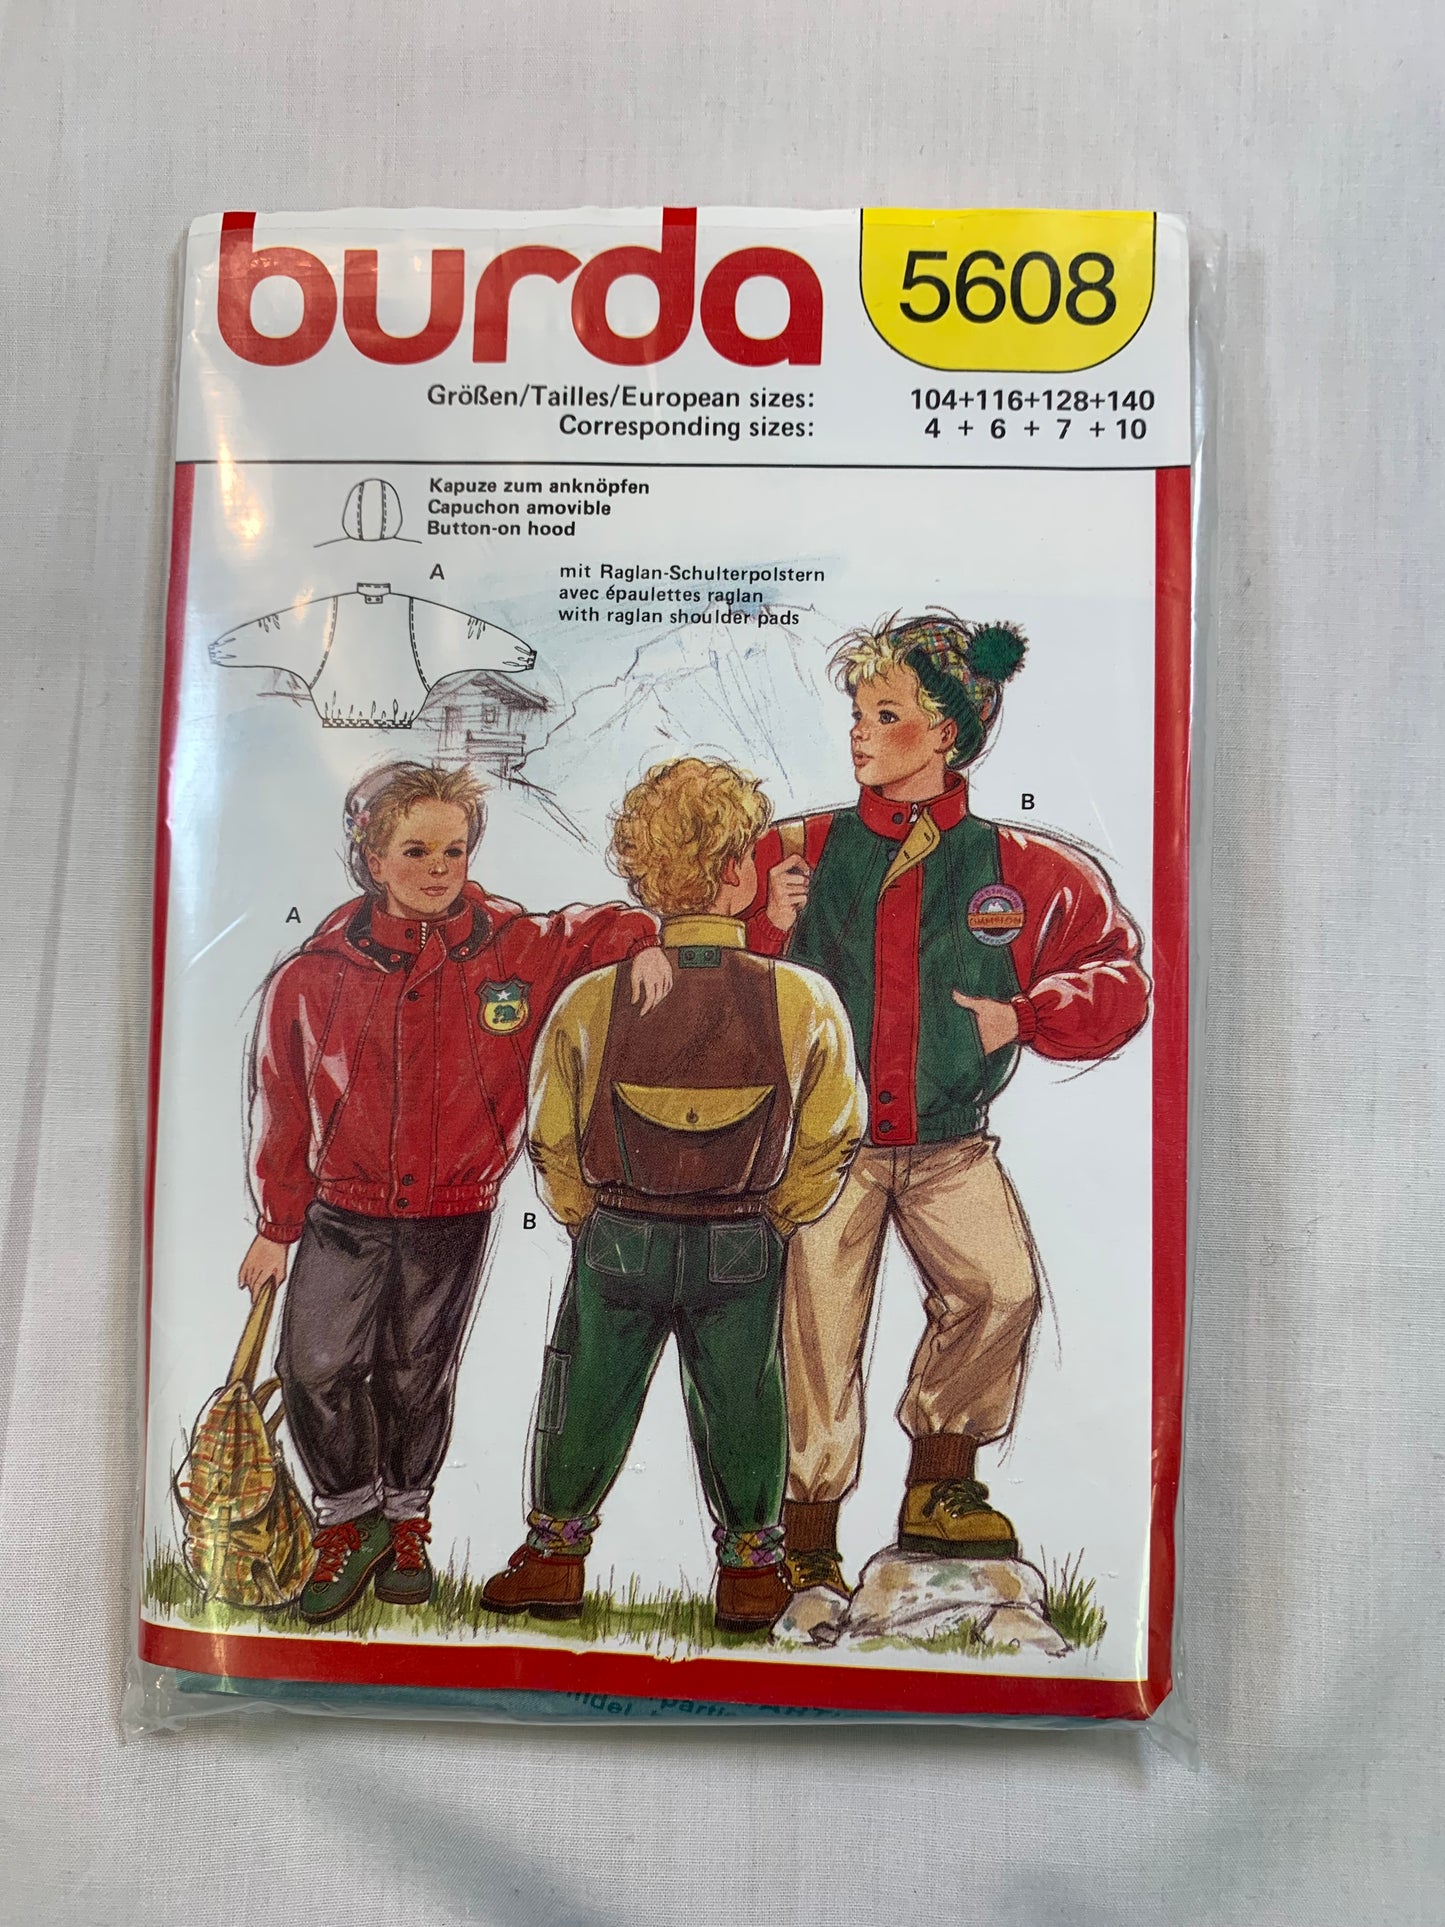 burda
5608
Größen/Tailles/European sizes: 104+116+128+140
Corresponding sizes: 4 + 6 + 7 + 10
Kapuze zum anknöpfen
Capuchon amovible
Button-on hood
A
mit Raglan-Schulterpolstern
avec épaulettes raglan
with raglan shoulder pads
B
A
CHAMPION
B